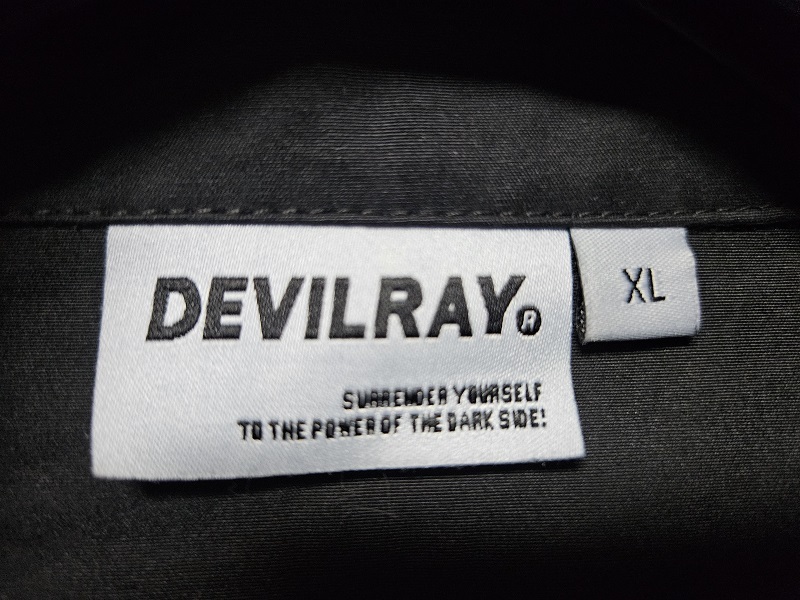 DEVILRAY®
XL
SURRENDER YOURSELF
TO THE POWER OF THE DARK SIDE!